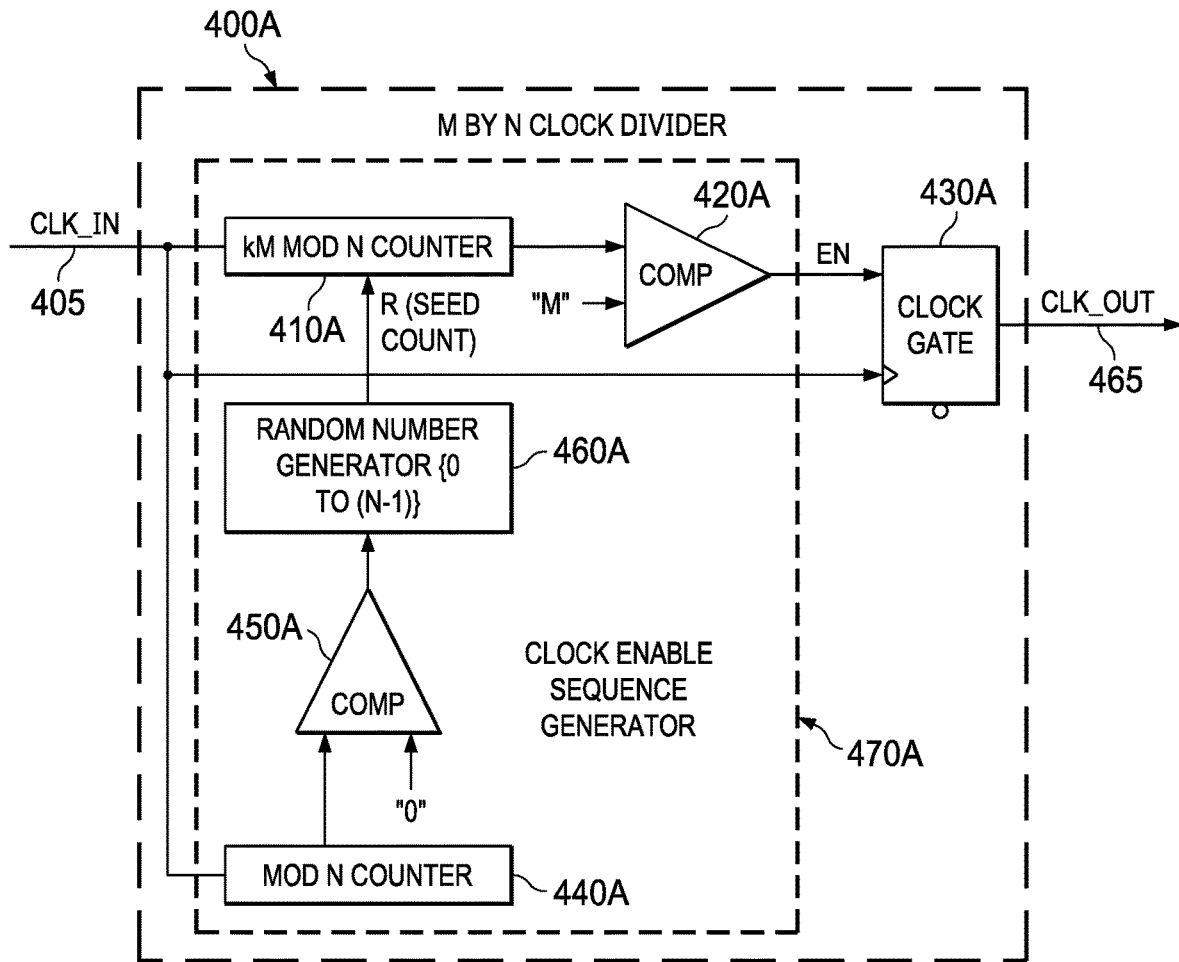 400A
M BY N CLOCK DIVIDER
CLK_IN
405
kM MOD N COUNTER
410A
R (SEED
COUNT)
420A
COMP
"M"
EN
430A
CLOCK
GATE
CLK_OUT
465
RANDOM NUMBER
GENERATOR {0
TO (N-1)}
460A
450A
COMP
"0"
CLOCK ENABLE
SEQUENCE
GENERATOR
470A
MOD N COUNTER
440A